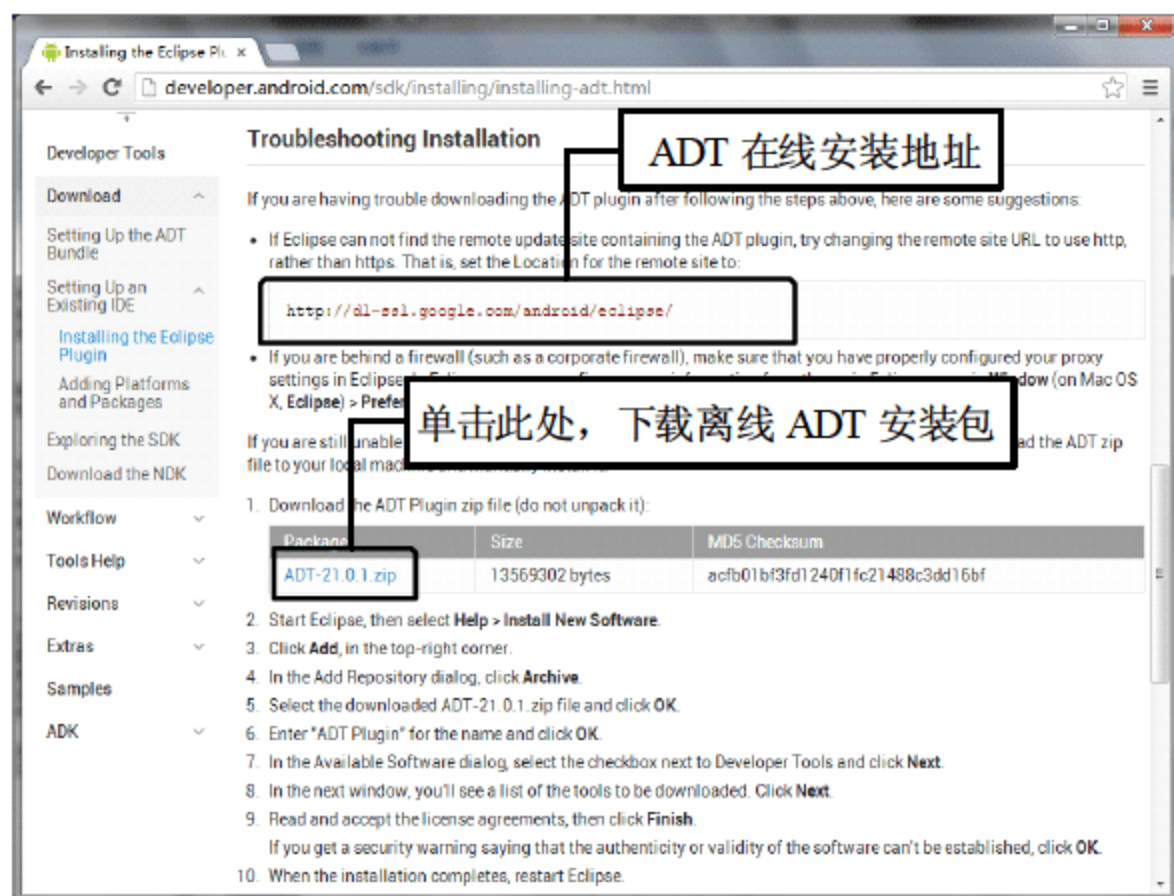 Installing the Eclipse Plu
developer.android.com/sdk/installing/installing-adt.html
Developer Tools
Download
Setting Up the ADT
Bundle
Setting Up an
Existing IDE
Installing the Eclipse
Plugin
Adding Platforms
and Packages
Exploring the SDK
Download the NDK
Workflow
Tools Help
Revisions
Extras
Samples
ADK
Troubleshooting Installation
ADT 在线安装地址
If you are having trouble downloading the ADT plugin after following the steps above, here are some suggestions:
• If Eclipse can not find the remote update site containing the ADT plugin, try changing the remote site URL to use http,
rather than https. That is, set the Location for the remote site to:
http://dl-ssl.google.com/android/eclipse/
• If you are behind a firewall (such as a corporate firewall), make sure that you have properly configured your proxy
settings in Eclipse. (on Mac OS
X, Eclipse) >
单击此处，下载离线 ADT 安装包
If you are still unable the ADT zip
file to your local
1. Download the ADT Plugin zip file (do not unpack it):
Package Size MD5 Checksum
ADT-21.0.1.zip 13569302 bytes acfb01bf3fd1240f1fc21488c3dd16bf
2. Start Eclipse, then select Help > Install New Software.
3. Click Add, in the top-right corner.
4. In the Add Repository dialog, click Archive.
5. Select the downloaded ADT-21.0.1.zip file and click OK.
6. Enter "ADT Plugin" for the name and click OK.
7. In the Available Software dialog, select the checkbox next to Developer Tools and click Next.
8. In the next window, you'll see a list of the tools to be downloaded. Click Next.
9. Read and accept the license agreements, then click Finish.
If you get a security warning saying that the authenticity or validity of the software can't be established, click OK.
10. When the installation completes, restart Eclipse.